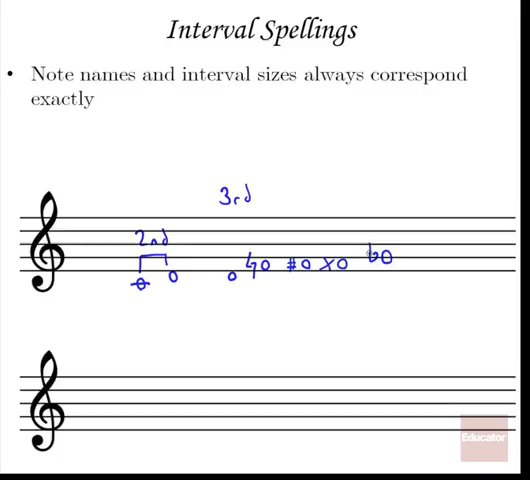 Interval Spellings
• Note names and interval sizes always correspond
exactly
3rd
2nd
Educator